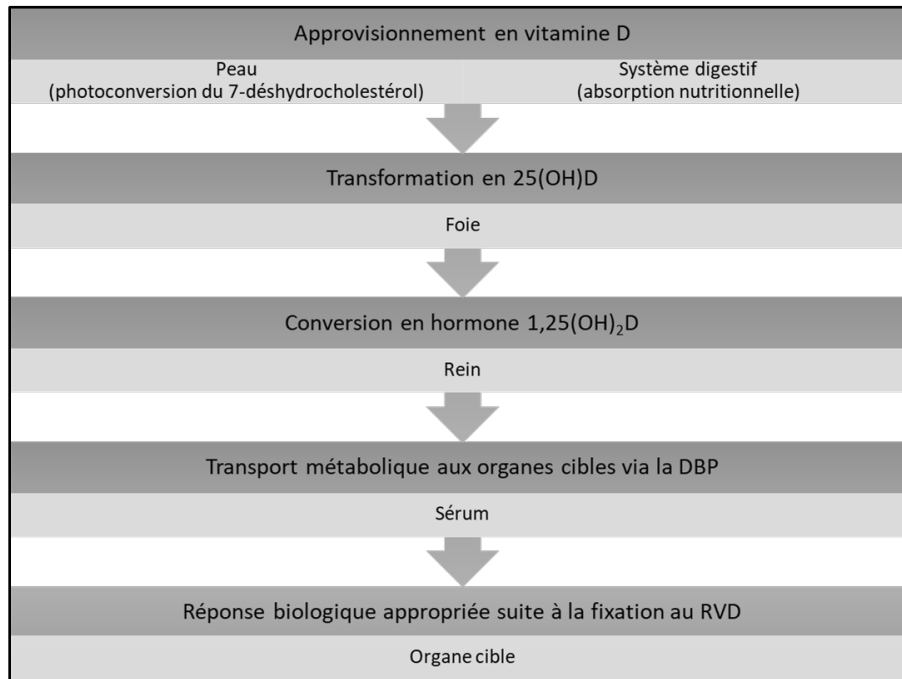 Approvisionnement en vitamine D
Peau
(photoconversion du 7-déshydrocholestérol)
Système digestif
(absorption nutritionnelle)
Transformation en 25(OH)D
Foie
Conversion en hormone 1,25(OH)₂D
Rein
Transport métabolique aux organes cibles via la DBP
Sérum
Réponse biologique appropriée suite à la fixation au RVD
Organe cible